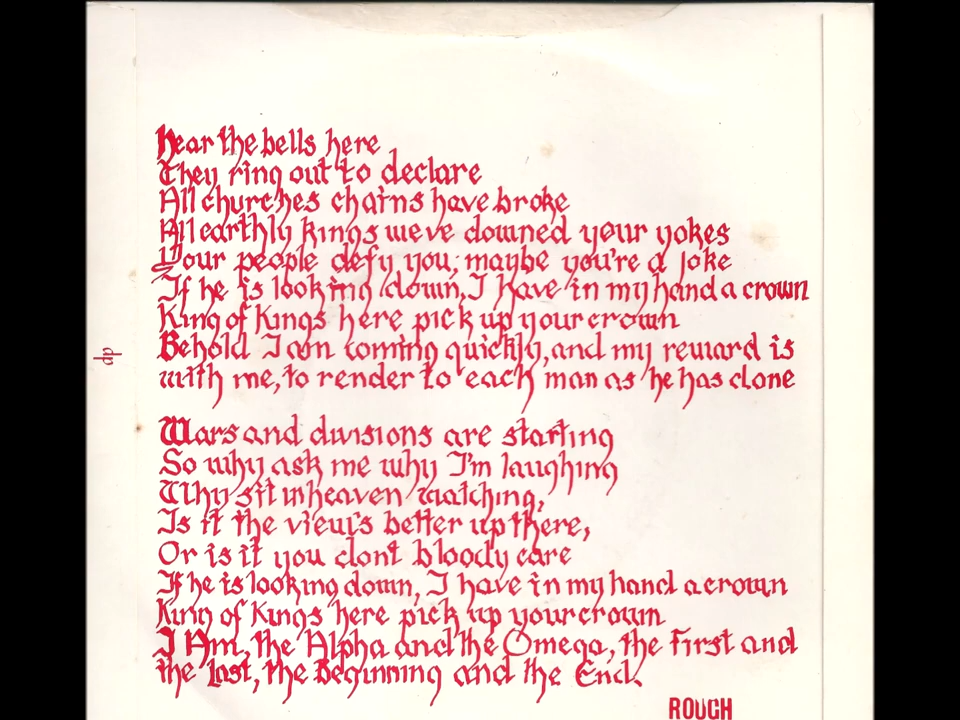 Hear the bells here
They ring out to declare
All churches chains have broke
All earthly kings weve downed your yokes
Your people defy you, maybe you're a joke
If he is looking down, I have in my hand a crown
King of Kings here pick up your crown
Behold I am coming quickly, and my reward is
with me, to render to each man as he has done
Wars and divisions are starting
So why ask me why I'm laughing
Why sit in heaven watching,
Is it the view's better up there,
Or is it you dont bloody care
If he is looking down, I have in my hand a crown
King of Kings here pick up your crown
I Am, the Alpha and the Omega, the First and
the Last, the Beginning and the End.
dp
ROUGH